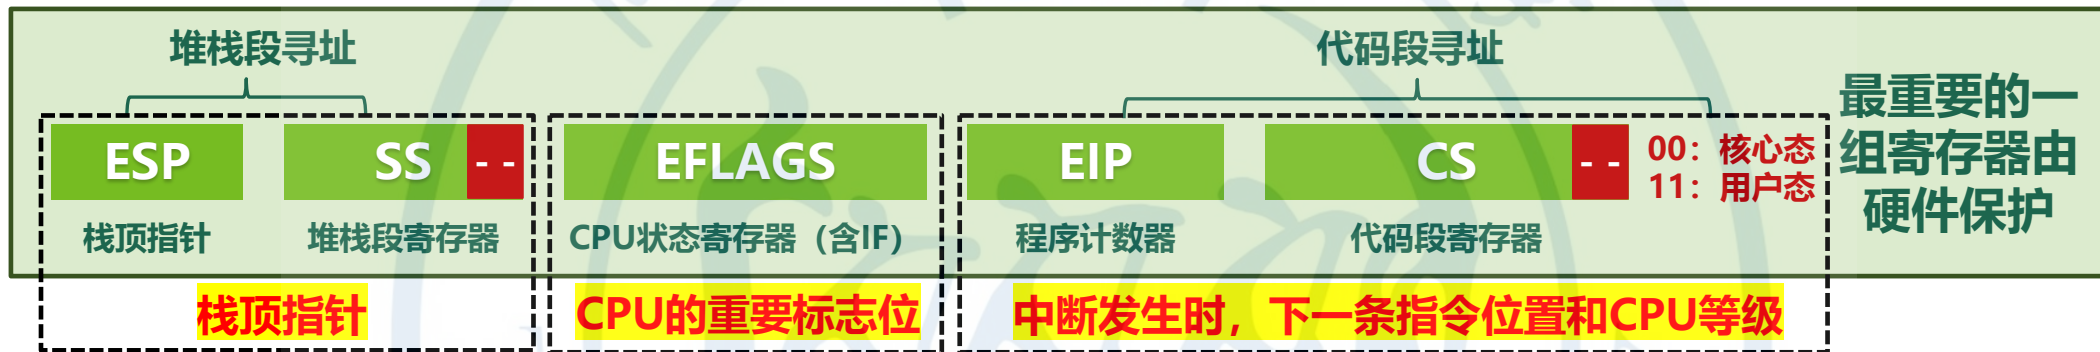 堆栈段寻址
代码段寻址
ESP
SS
- -
EFLAGS
EIP
CS
- -
00：核心态
11：用户态
栈顶指针
堆栈段寄存器
CPU状态寄存器（含IF）
程序计数器
代码段寄存器
最重要的一
组寄存器由
硬件保护
栈顶指针
CPU的重要标志位
中断发生时，下一条指令位置和CPU等级